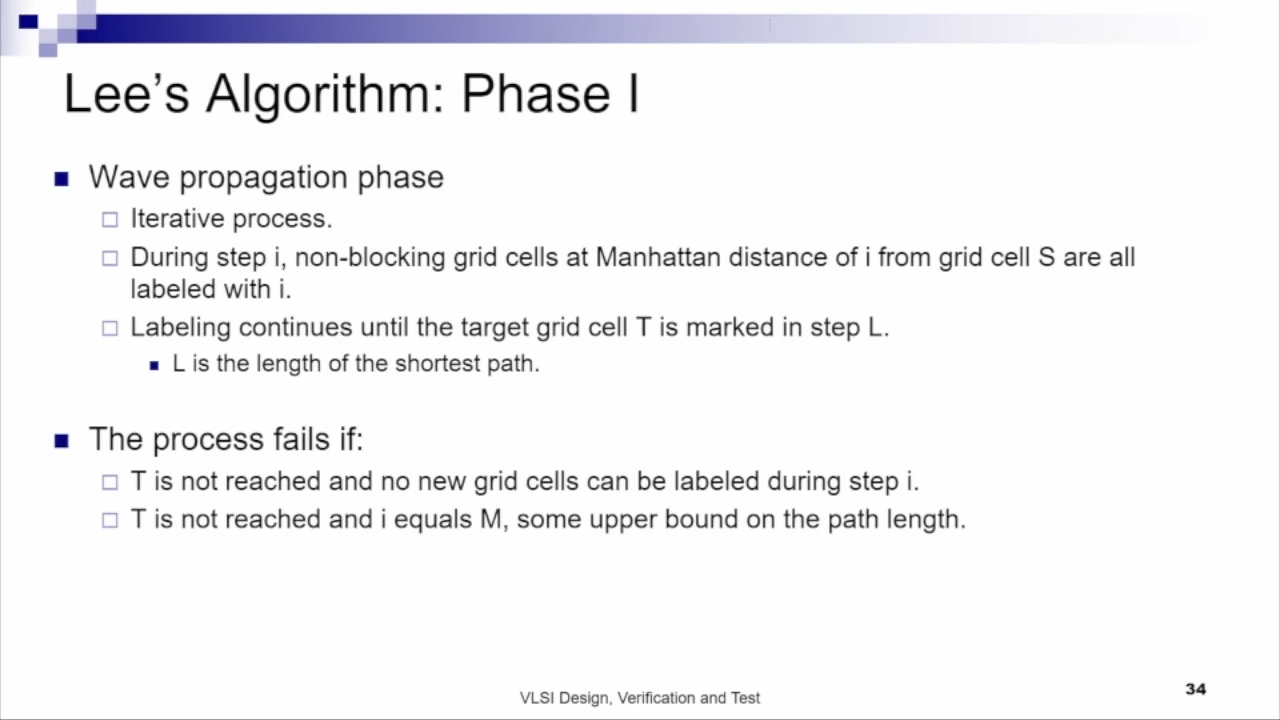 Lee's Algorithm: Phase I
Wave propagation phase
Iterative process.
During step i, non-blocking grid cells at Manhattan distance of i from grid cell S are all
labeled with i.
Labeling continues until the target grid cell T is marked in step L.
L is the length of the shortest path.
The process fails if:
T is not reached and no new grid cells can be labeled during step i.
T is not reached and i equals M, some upper bound on the path length.
VLSI Design, Verification and Test
34